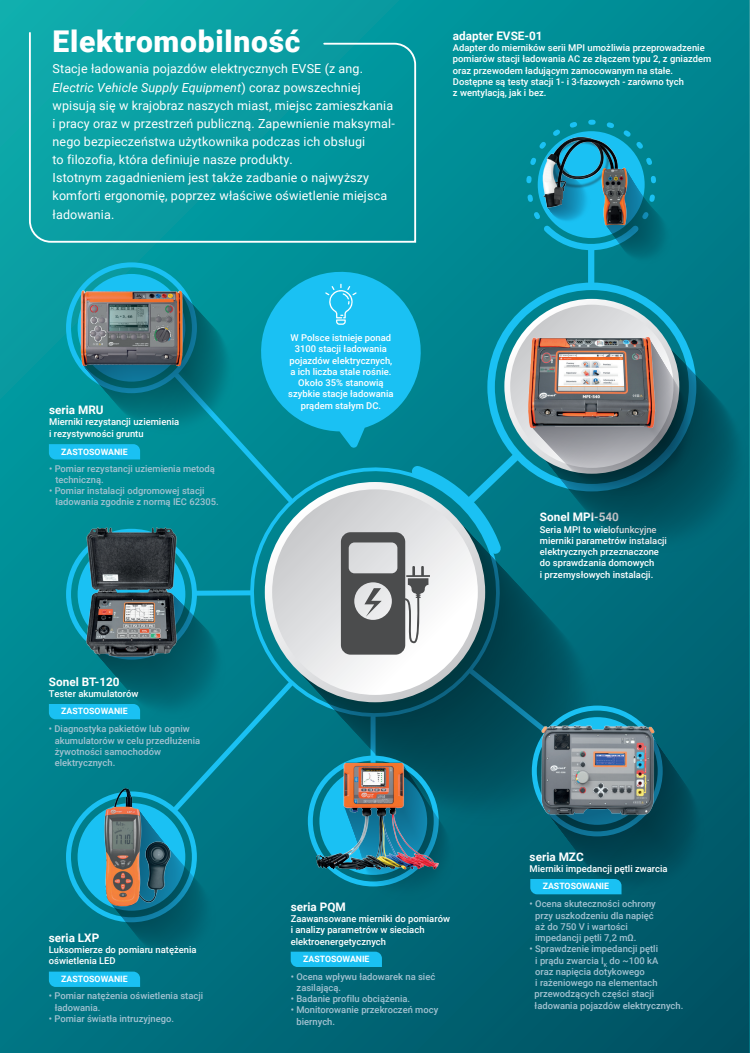 Elektromobilność
Stacje ładowania pojazdów elektrycznych EVSE (z ang.
Electric Vehicle Supply Equipment) coraz powszechniej
wpisują się w krajobraz naszych miast, miejsc zamieszkania
i pracy oraz w przestrzeń publiczną. Zapewnienie maksymal-
nego bezpieczeństwa użytkownika podczas ich obsługi
to filozofia, która definiuje nasze produkty.
Istotnym zagadnieniem jest także zadbanie o najwyższy
komforti ergonomię, poprzez właściwe oświetlenie miejsca
ładowania.
adapter EVSE-01
Adapter do mierników serii MPI umożliwia przeprowadzenie
pomiarów stacji ładowania AC ze złączem typu 2, z gniazdem
oraz przewodem ładującym zamocowanym na stałe.
Dostępne są testy stacji 1- i 3-fazowych - zarówno tych
z wentylacją, jak i bez.
W Polsce istnieje ponad
3100 stacji ładowania
pojazdów elektrycznych,
a ich liczba stale rośnie.
Około 35% stanowią
szybkie stacje ładowania
prądem stałym DC.
seria MRU
Mierniki rezystancji uziemienia
i rezystywności gruntu
ZASTOSOWANIE
• Pomiar rezystancji uziemienia metodą
techniczną.
• Pomiar instalacji odgromowej stacji
ładowania zgodnie z normą IEC 62305.
MPI-540
Sonel MPI-540
Seria MPI to wielofunkcyjne
mierniki parametrów instalacji
elektrycznych przeznaczone
do sprawdzania domowych
i przemysłowych instalacji.
Sonel BT-120
Tester akumulatorów
ZASTOSOWANIE
• Diagnostyka pakietów lub ogniw
akumulatorów w celu przedłużenia
żywotności samochodów
elektrycznych.
seria LXP
Luksomierze do pomiaru natężenia
oświetlenia LED
ZASTOSOWANIE
• Pomiar natężenia oświetlenia stacji
ładowania.
• Pomiar światła intruzyjnego.
seria PQM
Zaawansowane mierniki do pomiarów
i analizy parametrów w sieciach
elektroenergetycznych
ZASTOSOWANIE
• Ocena wpływu ładowarek na sieć
zasilającą.
• Badanie profilu obciążenia.
• Monitorowanie przekroczeń mocy
biernych.
seria MZC
Mierniki impedancji pętli zwarcia
ZASTOSOWANIE
• Ocena skuteczności ochrony
przy uszkodzeniu dla napięć
aż do 750 V i wartości
impedancji pętli 7,2 mΩ.
• Sprawdzenie impedancji pętli
i prądu zwarcia Iₖ do ~100 kA
oraz napięcia dotykowego
i rażeniowego na elementach
przewodzących części stacji
ładowania pojazdów elektrycznych.